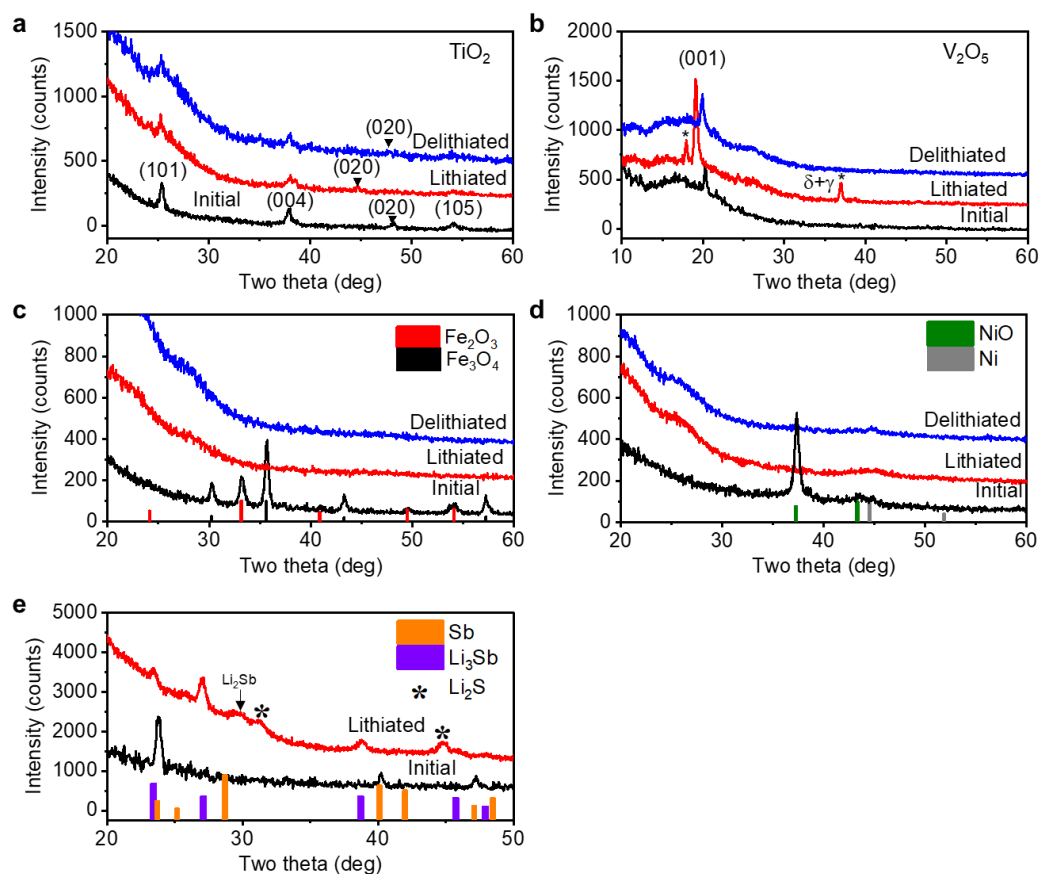 a
TiO2
1500
1000
500
0
Intensity (counts)
(020)
Delithiated
(020)
Lithiated
(101)
Initial
(004)
(020)
(105)
20 30 40 50 60
Two theta (deg)
b
V2O5
2000
1500
1000
500
0
Intensity (counts)
(001)
*
Delithiated
δ+γ *
Lithiated
Initial
10 20 30 40 50 60
Two theta (deg)
c
1000
800
600
400
200
0
Intensity (counts)
Fe2O3
Fe3O4
Delithiated
Lithiated
Initial
20 30 40 50 60
Two theta (deg)
d
1000
800
600
400
200
0
Intensity (counts)
NiO
Ni
Delithiated
Lithiated
Initial
20 30 40 50 60
Two theta (deg)
e
5000
4000
3000
2000
1000
0
Intensity (counts)
Sb
Li3Sb
* Li2S
Li2Sb
*
Lithiated
*
Initial
20 30 40 50
Two theta (deg)